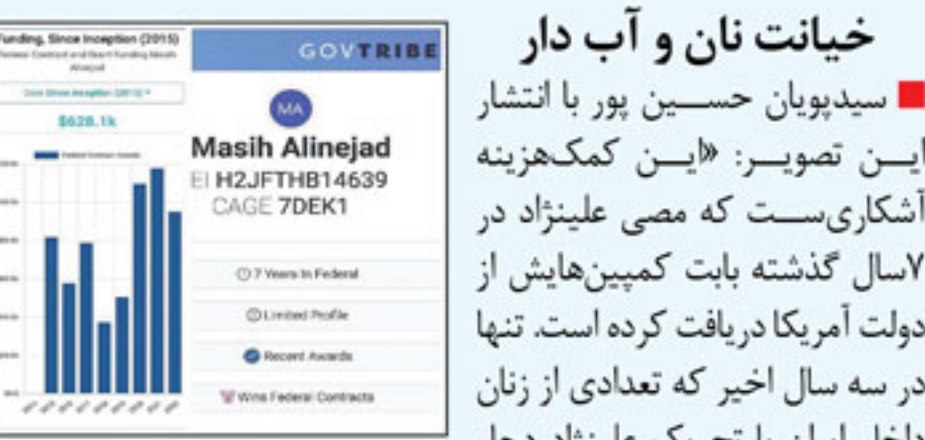 خیانت نان و آب دار
سیدپویان حسین پور با انتشار
این تصویر: «این کمک‌هزینه
آشکاری‌ست که مصی علینژاد در
۷سال گذشته بابت کمپین‌هایش از
دولت آمریکا دریافت کرده است. تنها
در سه سال اخیر که تعدادی از زنان
Funding, Since Inception (2015)
$628.1k
GOVTRIBE
MA
Masih Alinejad
EI H2JFTHB14639
CAGE 7DEK1
7 Years In Federal
Limited Profile
Recent Awards
Wins Federal Contracts